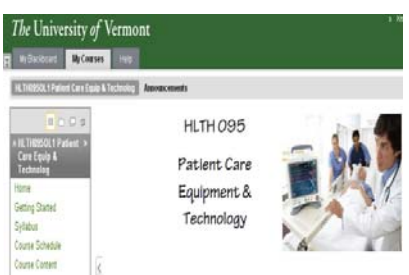 The University of Vermont
My Blackboard My Courses Help
HLTH095OL1 Patient Care Equip & Technolog Announcements
HLTH095OL1 Patient
Care Equip &
Technolog
Home
Getting Started
Syllabus
Course Schedule
Course Content
HLTH 095
Patient Care
Equipment &
Technology